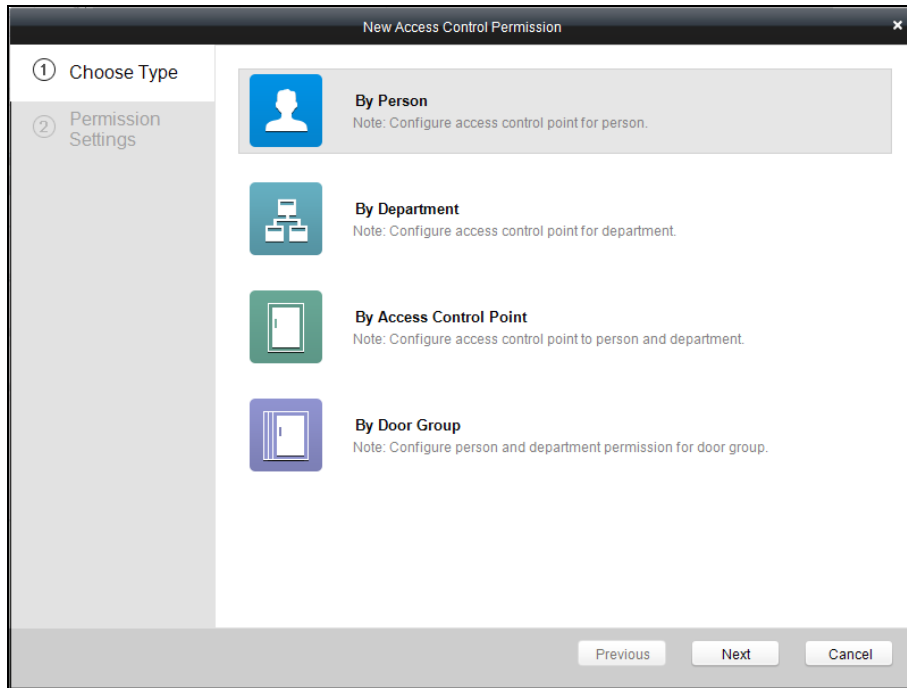 New Access Control Permission
×
1 Choose Type
2 Permission
Settings
By Person
Note: Configure access control point for person.
By Department
Note: Configure access control point for department.
By Access Control Point
Note: Configure access control point to person and department.
By Door Group
Note: Configure person and department permission for door group.
Previous Next Cancel